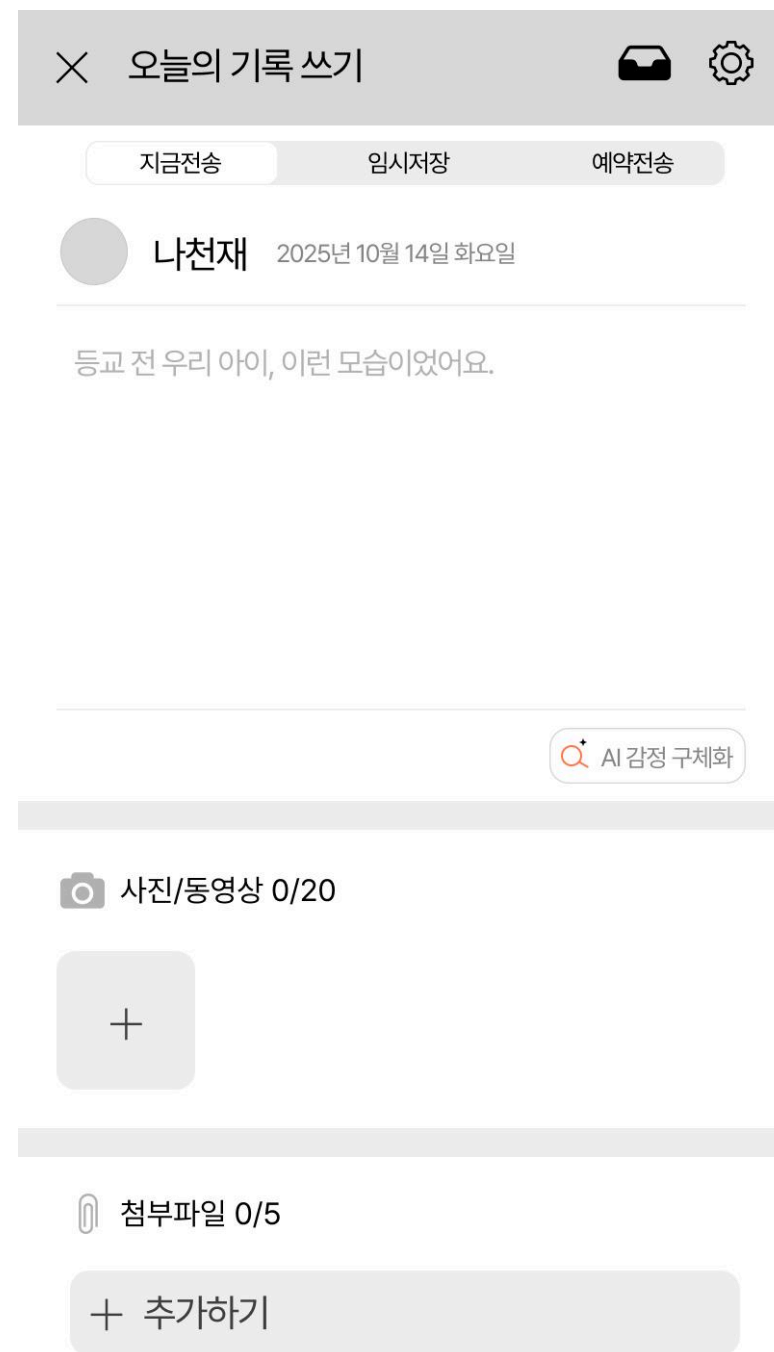 오늘의 기록 쓰기
지금전송 임시저장 예약전송
나천재 2025년 10월 14일 화요일
등교 전 우리 아이, 이런 모습이었어요.
AI 감정 구체화
사진/동영상 0/20
첨부파일 0/5
추가하기